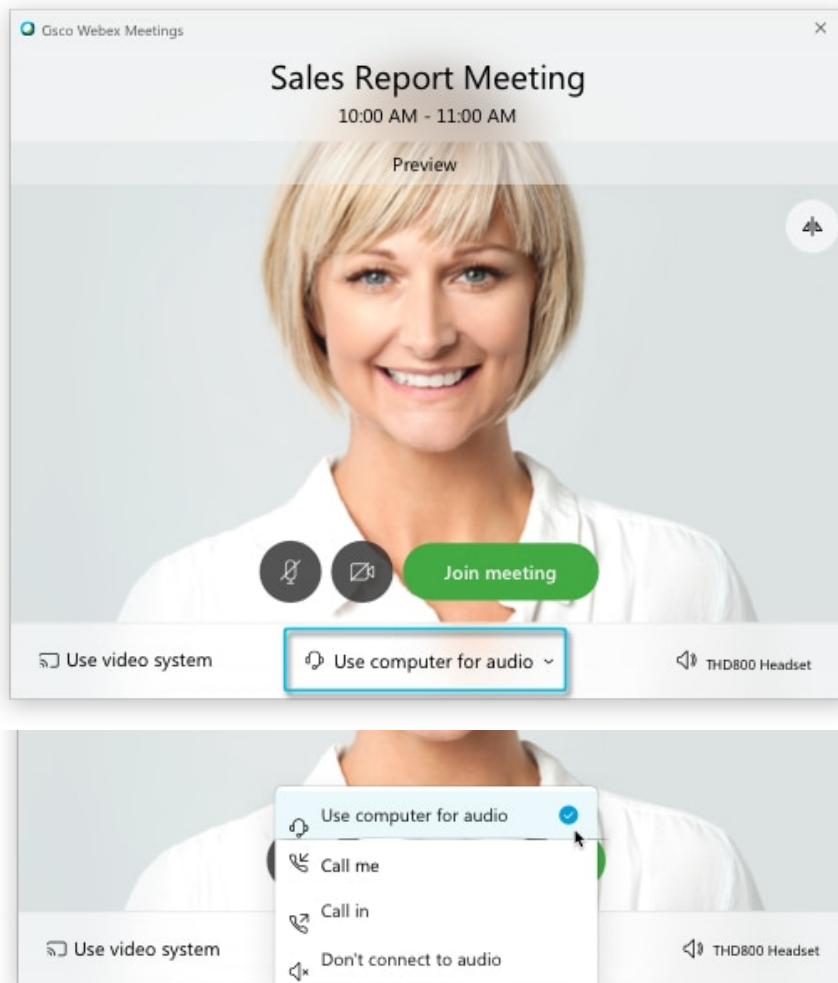 Cisco Webex Meetings
Sales Report Meeting
10:00 AM - 11:00 AM
Preview
Join meeting
Use video system
Use computer for audio
THD800 Headset
Use computer for audio
Call me
Call in
Don't connect to audio
Use video system
THD800 Headset